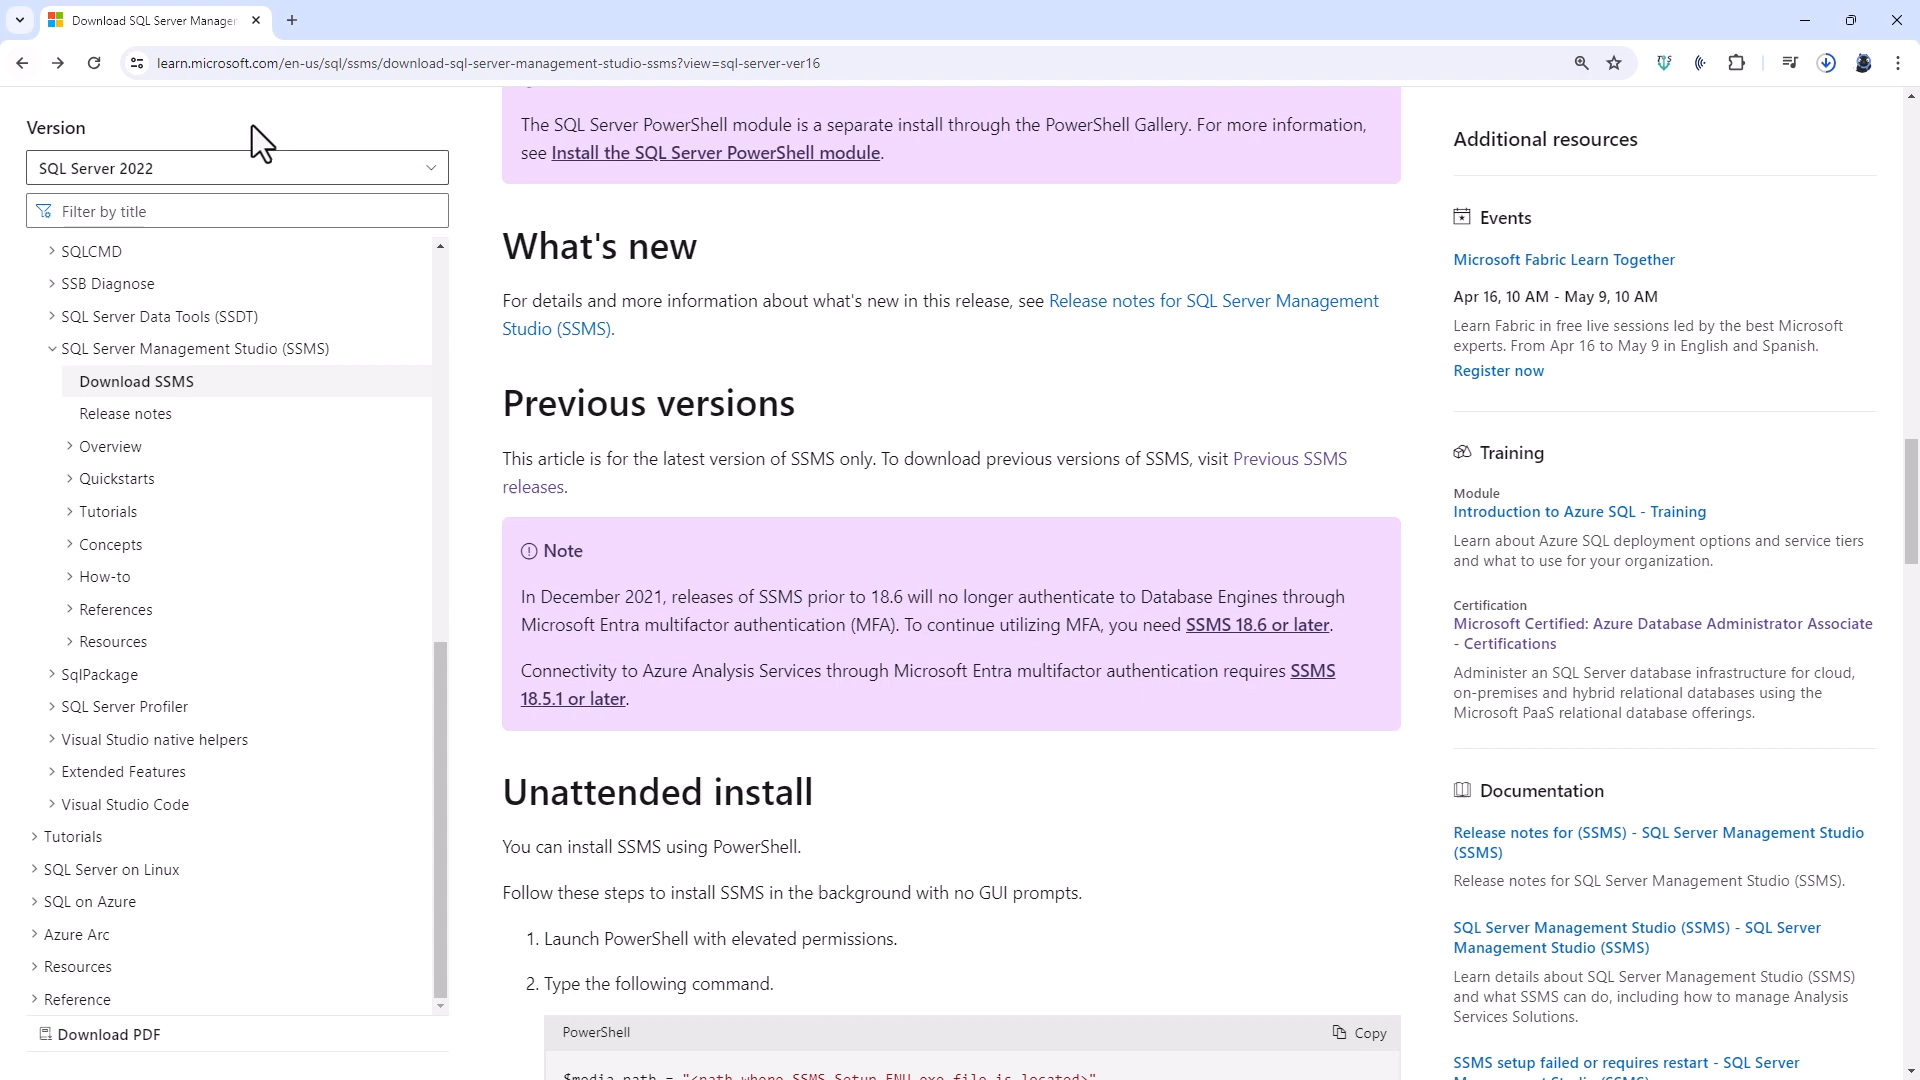 Download SQL Server Manage
learn.microsoft.com/en-us/sql/ssms/download-sql-server-management-studio-ssms?view=sql-server-ver16
Version
SQL Server 2022
Filter by title
SQLCMD
SSB Diagnose
SQL Server Data Tools (SSDT)
SQL Server Management Studio (SSMS)
Download SSMS
Release notes
Overview
Quickstarts
Tutorials
Concepts
How-to
References
Resources
SqlPackage
SQL Server Profiler
Visual Studio native helpers
Extended Features
Visual Studio Code
Tutorials
SQL Server on Linux
SQL on Azure
Azure Arc
Resources
Reference
Download PDF
The SQL Server PowerShell module is a separate install through the PowerShell Gallery. For more information,
see Install the SQL Server PowerShell module.
What's new
For details and more information about what's new in this release, see Release notes for SQL Server Management
Studio (SSMS).
Previous versions
This article is for the latest version of SSMS only. To download previous versions of SSMS, visit Previous SSMS
releases.
Note
In December 2021, releases of SSMS prior to 18.6 will no longer authenticate to Database Engines through
Microsoft Entra multifactor authentication (MFA). To continue utilizing MFA, you need SSMS 18.6 or later.
Connectivity to Azure Analysis Services through Microsoft Entra multifactor authentication requires SSMS
18.5.1 or later.
Unattended install
You can install SSMS using PowerShell.
Follow these steps to install SSMS in the background with no GUI prompts.
1. Launch PowerShell with elevated permissions.
2. Type the following command.
PowerShell
Copy
$media_path = "<path where SSMS-Setup-ENU.exe file is located>"
Additional resources
Events
Microsoft Fabric Learn Together
Apr 16, 10 AM - May 9, 10 AM
Learn Fabric in free live sessions led by the best Microsoft
experts. From Apr 16 to May 9 in English and Spanish.
Register now
Training
Module
Introduction to Azure SQL - Training
Learn about Azure SQL deployment options and service tiers
and what to use for your organization.
Certification
Microsoft Certified: Azure Database Administrator Associate
- Certifications
Administer an SQL Server database infrastructure for cloud,
on-premises and hybrid relational databases using the
Microsoft PaaS relational database offerings.
Documentation
Release notes for (SSMS) - SQL Server Management Studio
(SSMS)
Release notes for SQL Server Management Studio (SSMS).
SQL Server Management Studio (SSMS) - SQL Server
Management Studio (SSMS)
Learn details about SQL Server Management Studio (SSMS)
and what SSMS can do, including how to manage Analysis
Services Solutions.
SSMS setup failed or requires restart - SQL Server
Management Studio (SSMS)